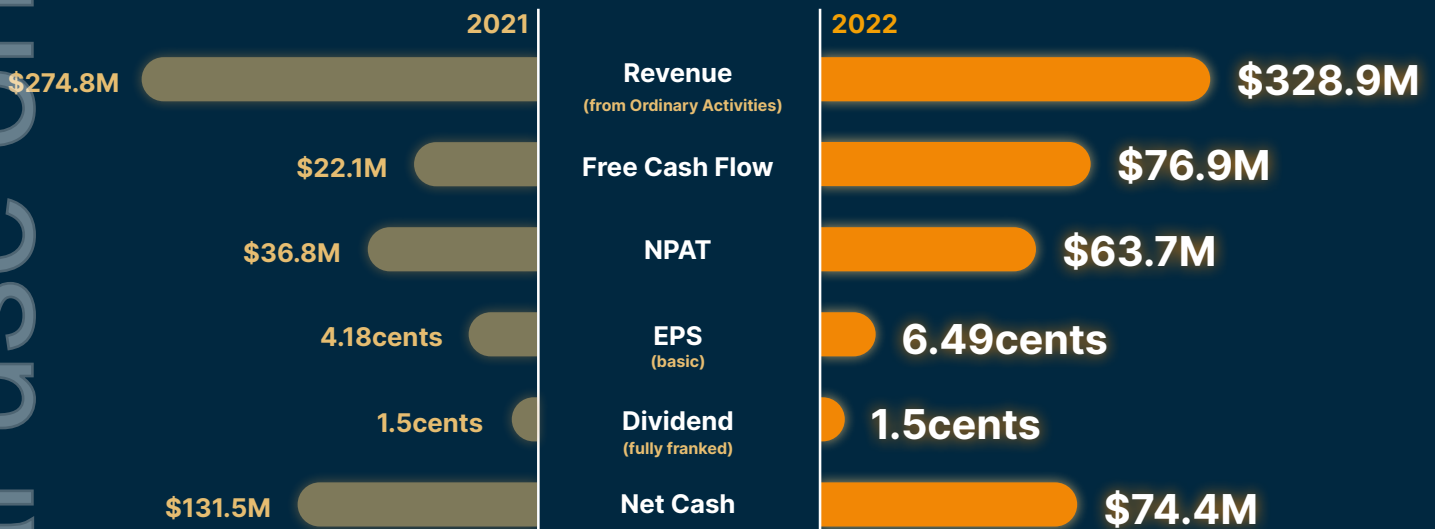 2021 2022
$274.8M Revenue $328.9M
(from Ordinary Activities)
$22.1M Free Cash Flow $76.9M
$36.8M NPAT $63.7M
4.18cents EPS 6.49cents
(basic)
1.5cents Dividend 1.5cents
(fully franked)
$131.5M Net Cash $74.4M